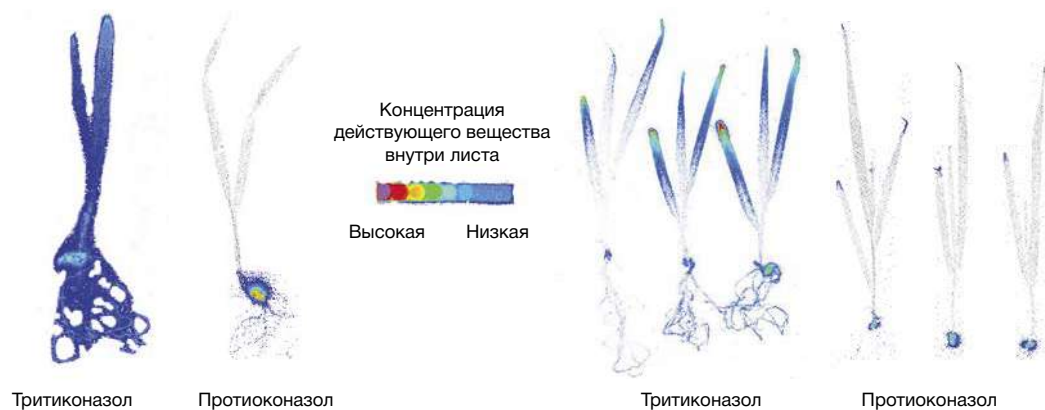 Концентрация
действующего вещества
внутри листа
Высокая Низкая
Тритиконазол Протиоконазол Тритиконазол Протиоконазол